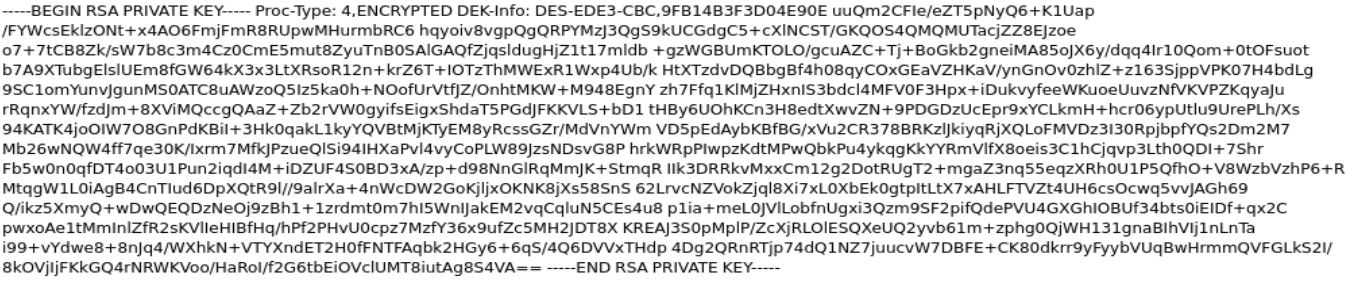 -----BEGIN RSA PRIVATE KEY----- Proc-Type: 4,ENCRYPTED DEK-Info: DES-EDE3-CBC,9FB14B3F3D04E90E uuQm2CFIe/eZT5pNyQ6+K1Uap
/FYWcsEklzONt+x4AO6FmjFmR8RUpwMHurmbRC6 hqyoiv8vgpQgQRPYMzJ3QgS9kUCGdgC5+cXlNCST/GKQOS4QMQMUTacjZZ8EJzoe
o7+7tCB8Zk/sW7b8c3m4Cz0CmE5mut8ZyuTnB0SAlGAQfZjqsldugHjZ1t17mldb +gzWGBUmKTOLO/gcuAZC+Tj+BoGkb2gneiMA85oJX6y/dqq4Ir10Qom+0tOFsuot
b7A9XTubgElslUEm8fGW64kX3x3LtXRsoR12n+krZ6T+IOTzThMWExR1Wxp4Ub/k HtXTzdvDQBbgBf4h08qyCOxGEaVZHKaV/ynGnOv0zhlZ+z163SjppVPK07H4bdLg
9SC1omYunvJgunMS0ATC8uAWzoQ5Iz5ka0h+NOofUrVtfJZ/OnhtMKW+M948EgnY zh7Ffq1KlMjZHxnIS3bdcl4MFV0F3Hpx+iDukvyfeeWKuoeUuvzNfVKVPZKqyaJu
rRqnxYW/fzdJm+8XViMQccgQAaZ+Zb2rVW0gyifsEigxShdaT5PGdJFKKVLS+bD1 tHBy6UOhKCn3H8edtXwvZN+9PDGDzUcEpr9xYCLkmH+hcr06ypUtlu9UrePLh/Xs
94KATK4joOIW7O8GnPdKBiI+3Hk0qakL1kyYQVBtMjKTyEM8yRcssGZr/MdVnYWm VD5pEdAybKBfBG/xVu2CR378BRKzlJkiyqRjXQLoFMVDz3I30RpjbpfYQs2Dm2M7
Mb26wNQW4ff7qe30K/Ixrm7MfkJPzueQlSi94IHXaPvl4vyCoPLW89JzsNDsvG8P hrkWRpPIwpzKdtMPwQbkPu4ykqgKkYYRmVlfX8oeis3C1hCjqvp3Lth0QDI+7Shr
Fb5w0n0qfDT4o03U1Pun2iqdI4M+iDZUF4S0BD3xA/zp+d98NnGlRqMmJK+StmqR IIk3DRRkvMxxCm12g2DotRUgT2+mgaZ3nq55eqzXRh0U1P5QfhO+V8WzbVzhP6+R
MtqgW1L0iAgB4CnTIud6DpXQtR9l//9alrXa+4nWcDW2GoKjljxOKNK8jXs58SnS 62LrvcNZVokZjql8Xi7xL0XbEk0gtpItLtX7xAHLFTVZt4UH6csOcwq5vvJAGh69
Q/ikz5XmyQ+wDwQEQDzNeOj9zBh1+1zrdmt0m7hI5WnIJakEM2vqCqluN5CEs4u8 p1ia+meL0JVlLobfnUgxi3Qzm9SF2pifQdePVU4GXGhIOBUf34bts0iEIDf+qx2C
pwxoAe1tMmInlZfR2sKVlIeHIBfHq/hPf2PHvU0cpz7MzfY36x9ufZc5MH2JDT8X KREAJ3S0pMplP/ZcXjRLOlESQXeUQ2yvb61m+zphg0QjWH131gnaBIhVIj1nLnTa
i99+vYdwe8+8nJq4/WXhkN+VTYXndET2H0fFNTFAqbk2HGy6+6qS/4Q6DVVxTHdp 4Dg2QRnRTjp74dQ1NZ7juucvW7DBFE+CK80dkrr9yFyybVUqBwHrmmQVFGLkS2I/
8kOVjIjFKkGQ4rNRWKVoo/HaRoI/f2G6tbEiOVclUMT8iutAg8S4VA== -----END RSA PRIVATE KEY-----